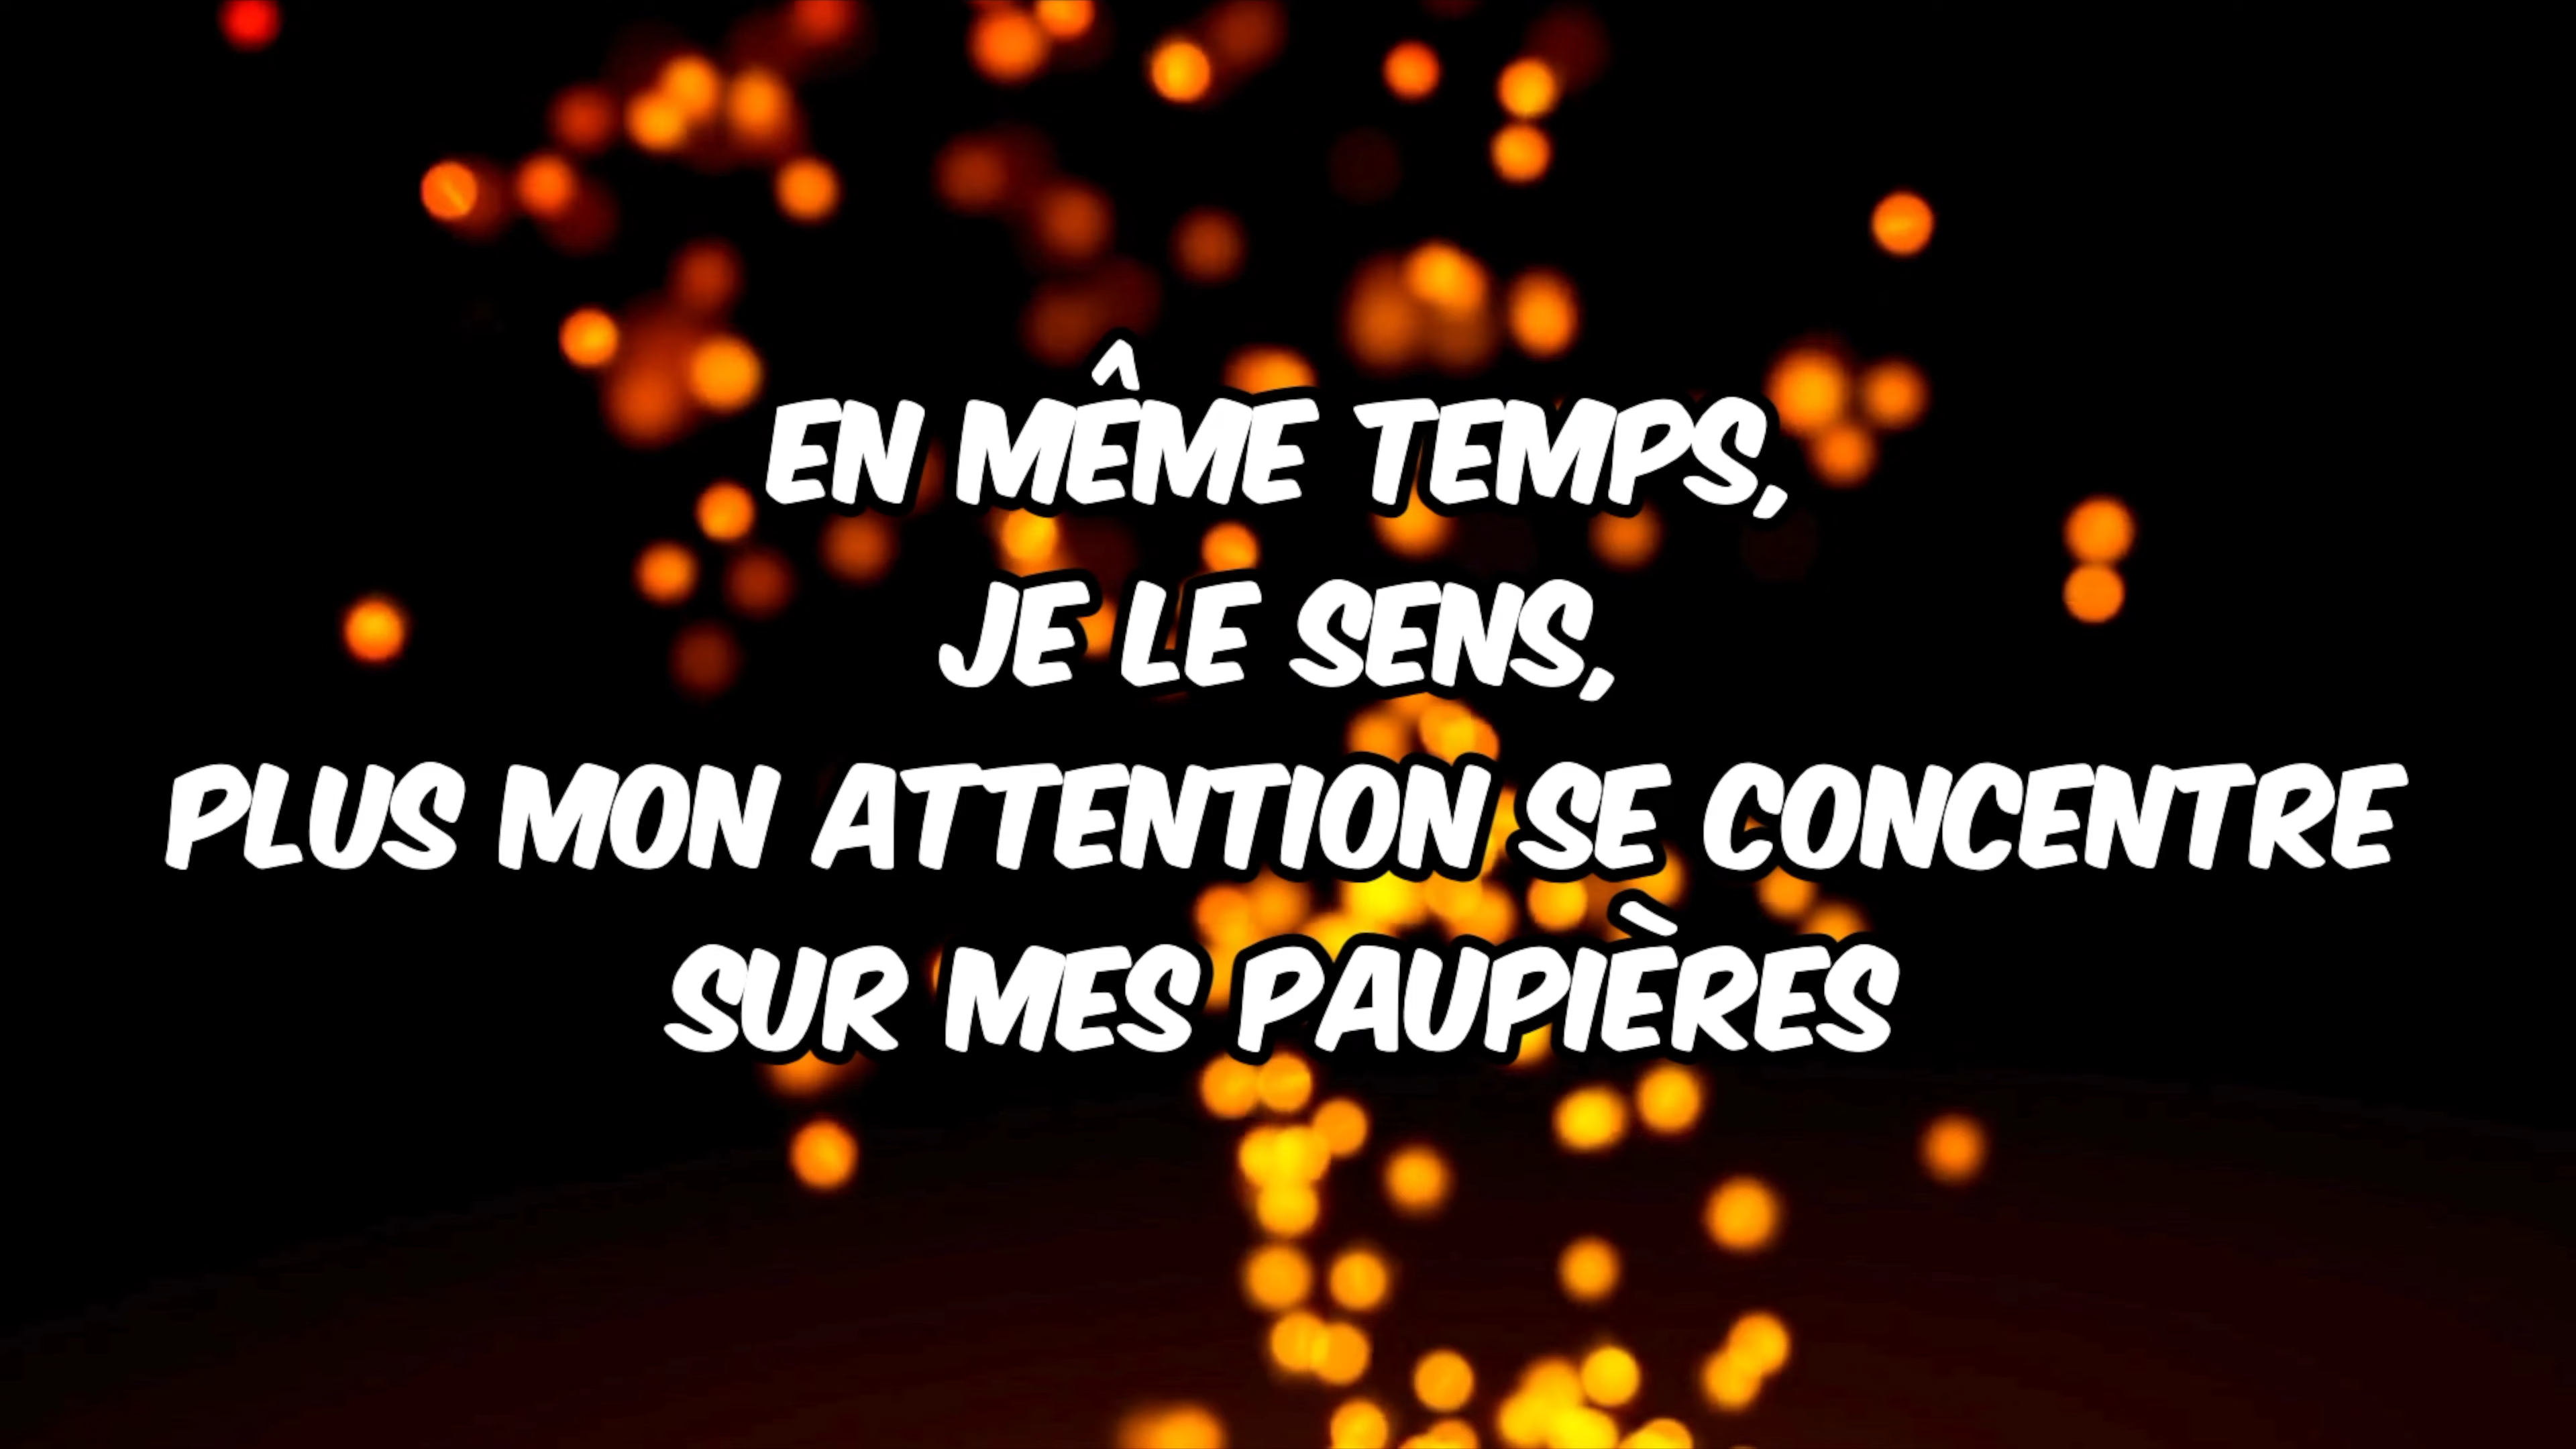 EN MÊME TEMPS,
JE LE SENS,
PLUS MON ATTENTION SE CONCENTRE
SUR MES PAUPIÈRES